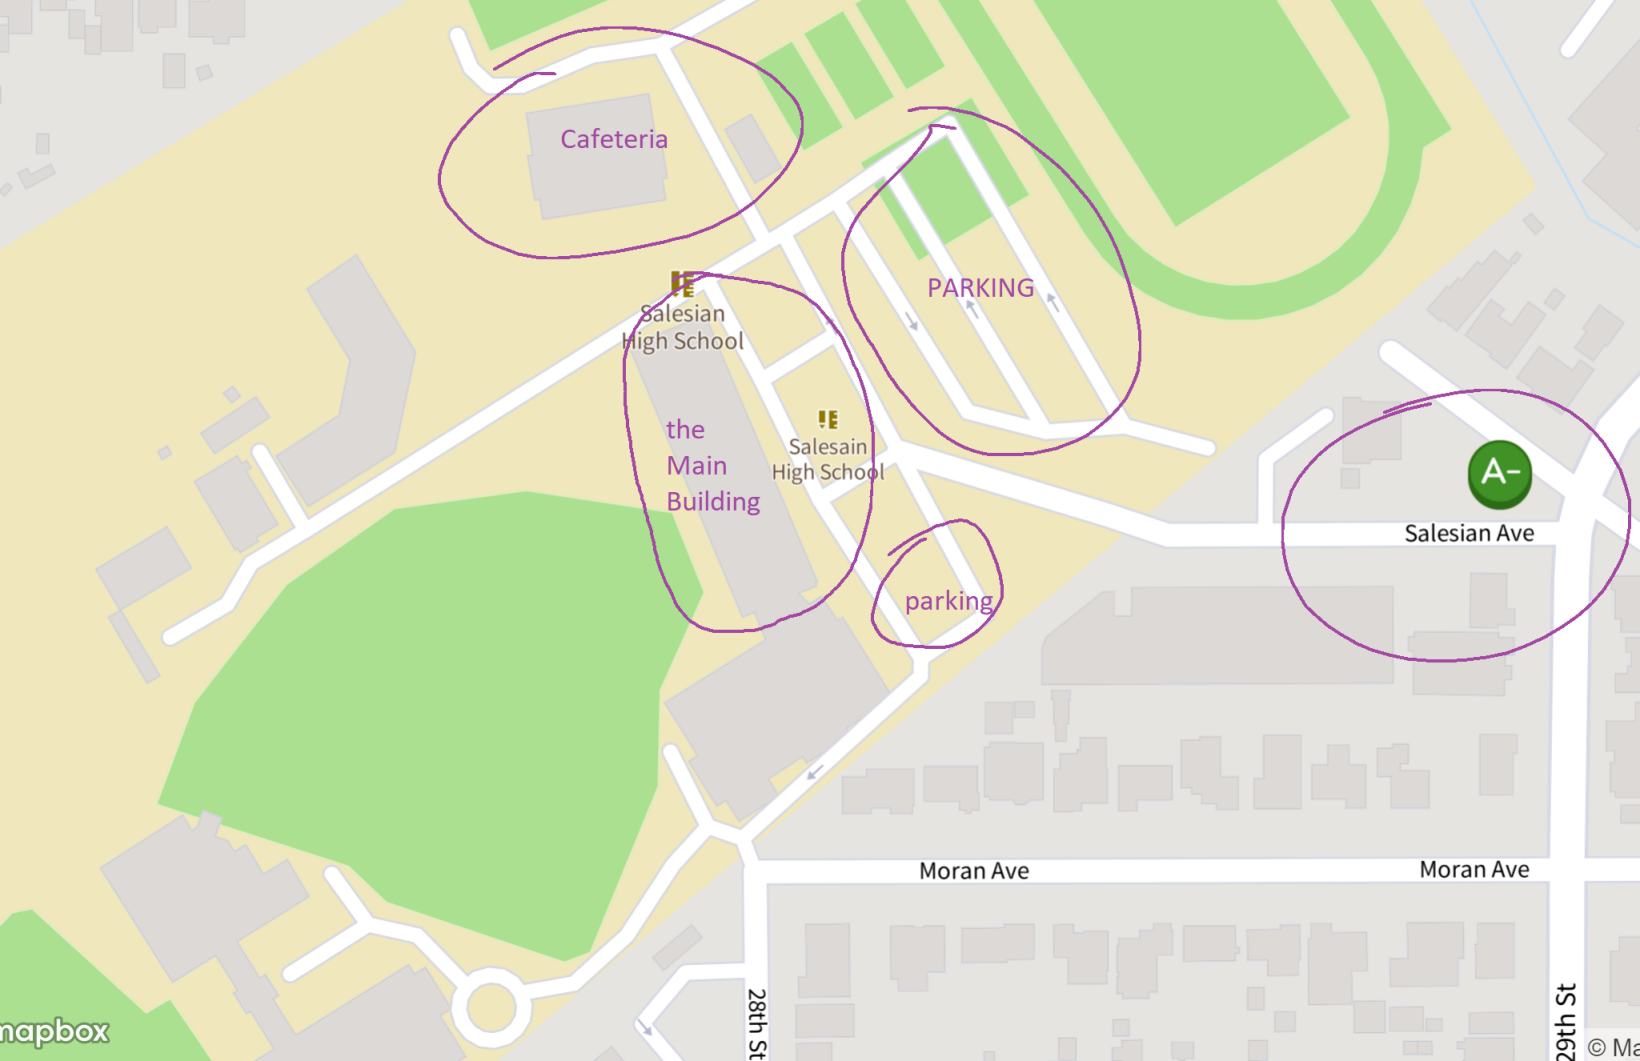 Cafeteria
PARKING
Salesian
High School
the
Main
Building
Salesain
High School
A-
Salesian Ave
parking
Moran Ave
Moran Ave
28th St
29th St
mapbox
© Ma